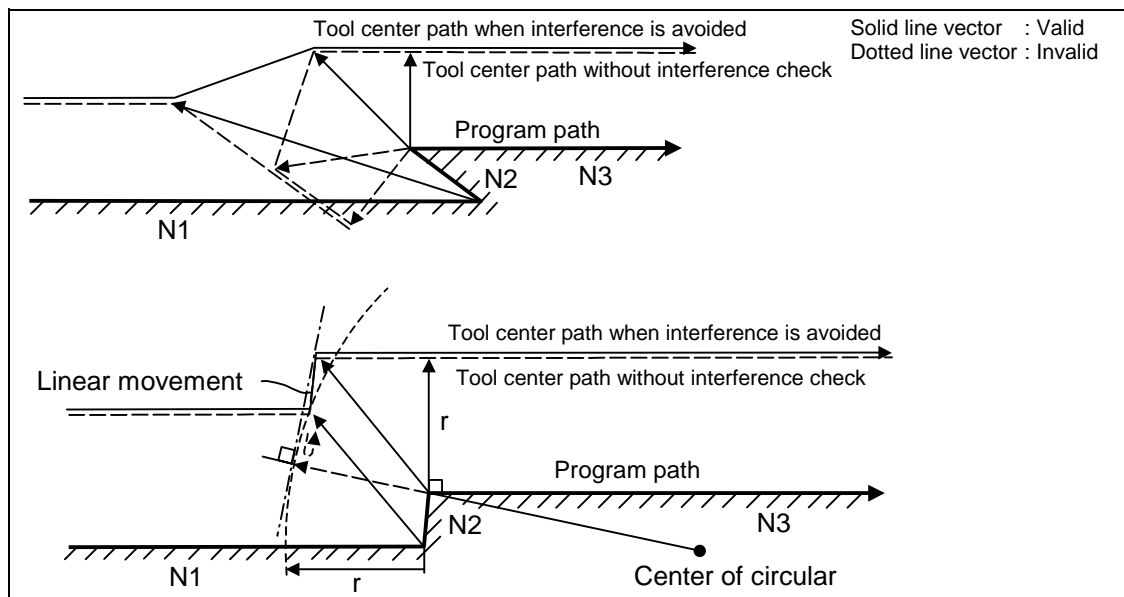 Tool center path when interference is avoided
Solid line vector : Valid
Dotted line vector : Invalid
Tool center path without interference check
Program path
N2
N3
N1
Tool center path when interference is avoided
Linear movement
Tool center path without interference check
r
Program path
N2
N3
N1
r
Center of circular